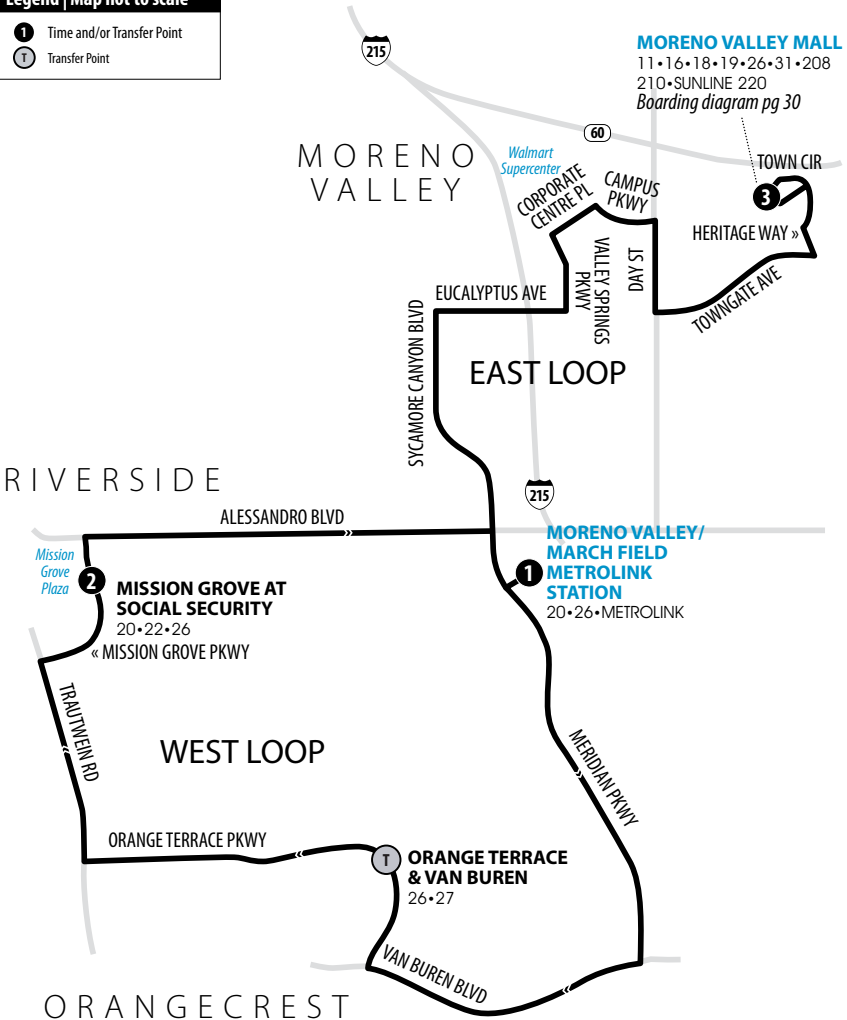 Legend | Map not to scale
1 Time and/or Transfer Point
T Transfer Point
215
MORENO VALLEY MALL
11•16•18•19•26•31•208
210•SUNLINE 220
Boarding diagram pg 30
60
MORENO
VALLEY
Walmart
Supercenter
TOWN CIR
CORPORATE
CENTRE PL
CAMPUS
PKWY
3
HERITAGE WAY »
VALLEY SPRINGS
PKWY
DAY ST
EUCALYPTUS AVE
TOWNGATE AVE
SYCAMORE CANYON BLVD
EAST LOOP
RIVERSIDE
215
ALESSANDRO BLVD
»
MORENO VALLEY/
MARCH FIELD
METROLINK
STATION
20•26•METROLINK
1
Mission
Grove
Plaza
2
MISSION GROVE AT
SOCIAL SECURITY
20•22•26
« MISSION GROVE PKWY
TRAUTWEIN RD
«
WEST LOOP
MERIDIAN PKWY
»
ORANGE TERRACE PKWY
«
T
ORANGE TERRACE
& VAN BUREN
26•27
VAN BUREN BLVD
«
ORANGECREST